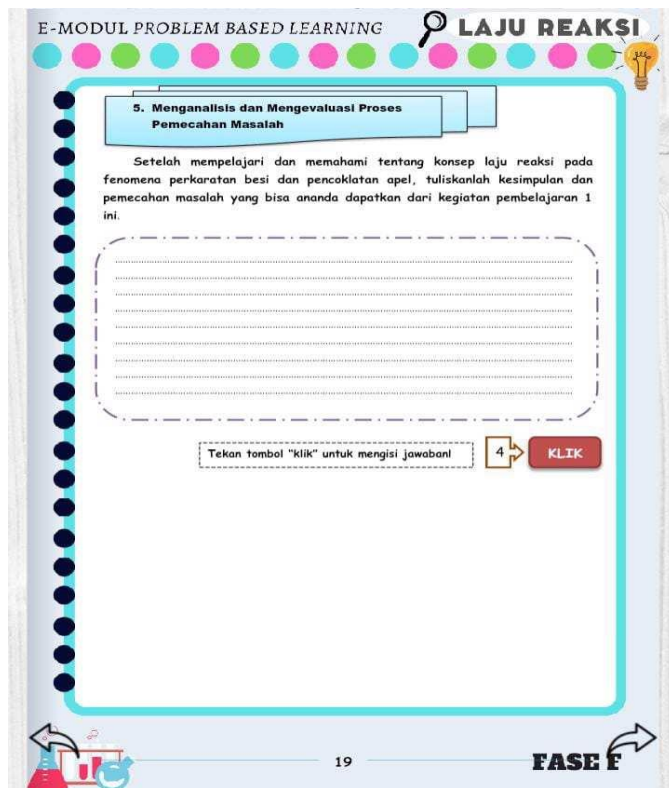 E-MODUL PROBLEM BASED LEARNING
LAJU REAKSI
5. Menganalisis dan Mengevaluasi Proses
Pemecahan Masalah
Setelah mempelajari dan memahami tentang konsep laju reaksi pada
fenomena perkaratan besi dan pencoklatan apel, tuliskanlah kesimpulan dan
pemecahan masalah yang bisa ananda dapatkan dari kegiatan pembelajaran 1
ini.
Tekan tombol "klik" untuk mengisi jawaban!
4
KLIK
19
FASE F